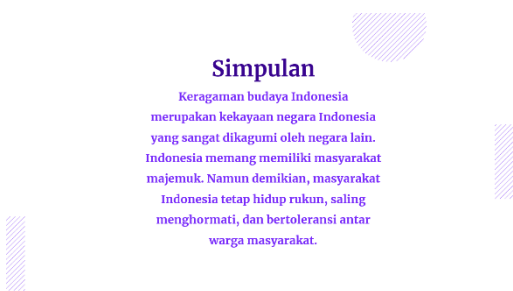 Simpulan
Keragaman budaya Indonesia
merupakan kekayaan negara Indonesia
yang sangat dikagumi oleh negara lain.
Indonesia memang memiliki masyarakat
majemuk. Namun demikian, masyarakat
Indonesia tetap hidup rukun, saling
menghormati, dan bertoleransi antar
warga masyarakat.